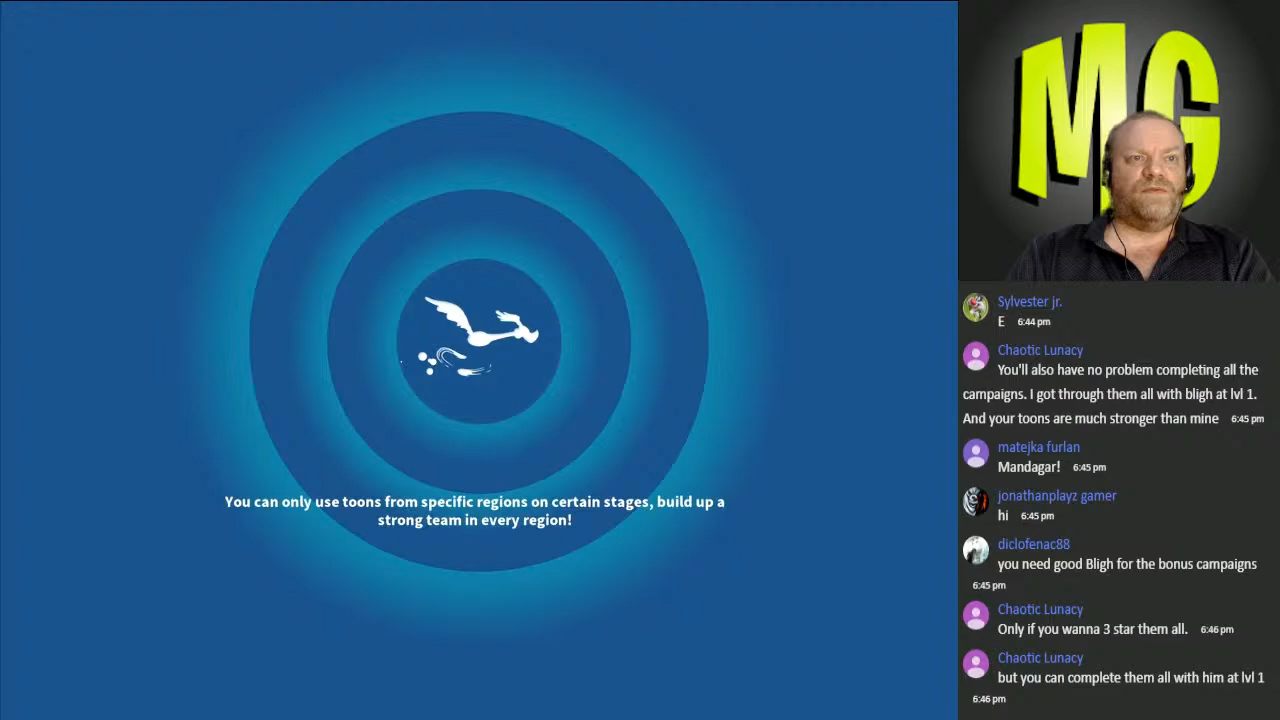 You can only use toons from specific regions on certain stages, build up a
strong team in every region!
MG
Sylvester jr.
E 6:44 pm
Chaotic Lunacy
You'll also have no problem completing all the
campaigns. I got through them all with bligh at lvl 1.
And your toons are much stronger than mine 6:45 pm
matejka furlan
Mandagar! 6:45 pm
jonathanplayz gamer
hi 6:45 pm
diclofenac88
you need good Bligh for the bonus campaigns
6:45 pm
Chaotic Lunacy
Only if you wanna 3 star them all. 6:46 pm
Chaotic Lunacy
but you can complete them all with him at lvl 1
6:46 pm